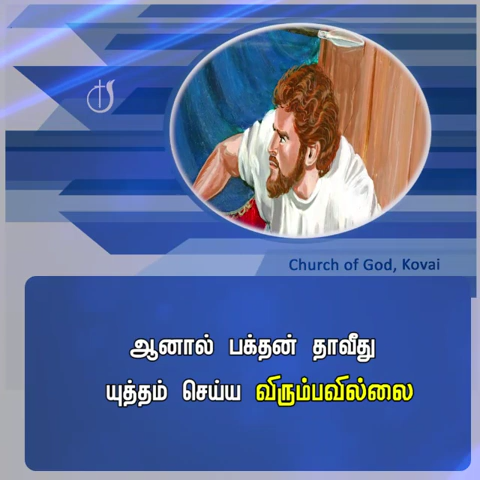 Church of God, Kovai
ஆனால் பக்தன் தாவீது
யுத்தம் செய்ய விரும்பவில்லை